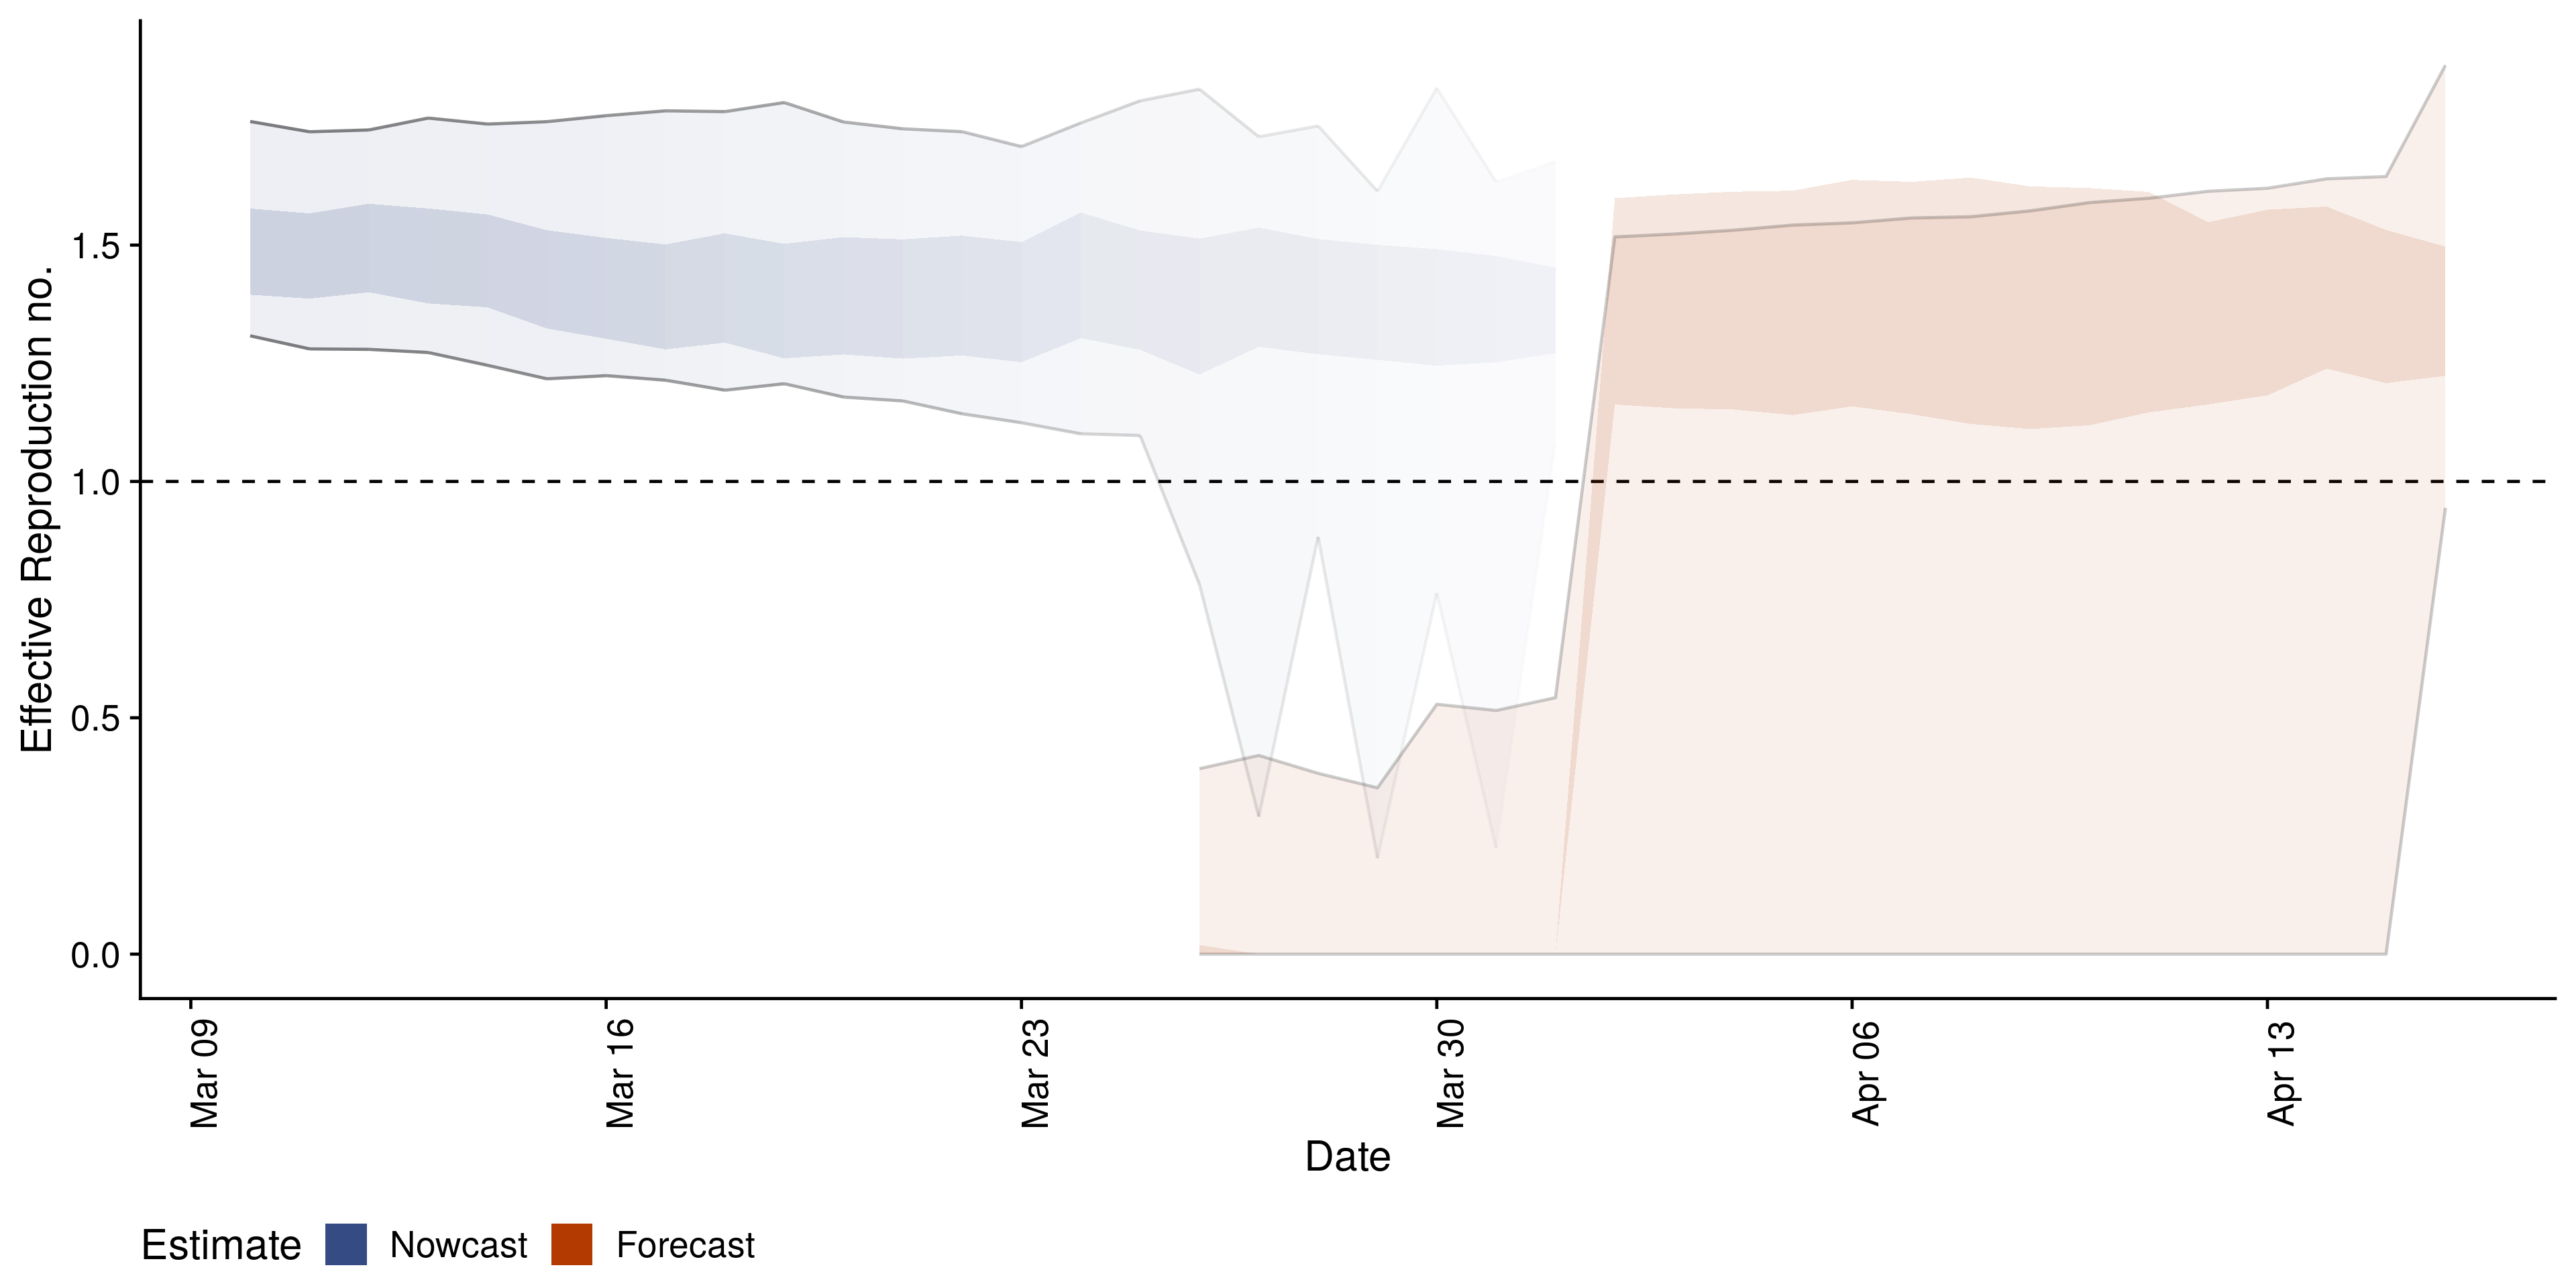 Effective Reproduction no.
1.5
1.0
0.5
0.0
Mar 09
Mar 16
Mar 23
Mar 30
Apr 06
Apr 13
Date
Estimate Nowcast Forecast